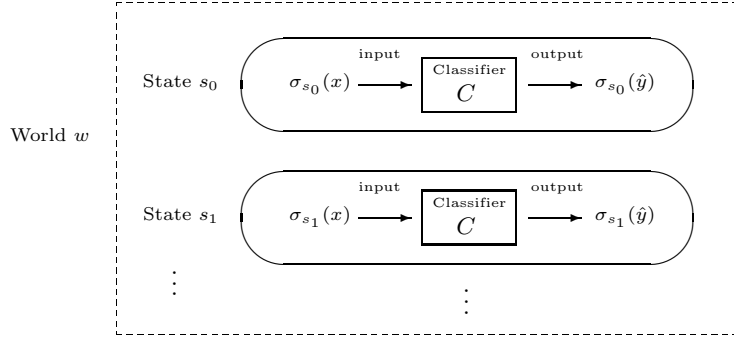 input
output
Classifier
State s₀
σₛ₀(x)
C
σₛ₀(ŷ)
World w
input
output
Classifier
State s₁
σₛ₁(x)
C
σₛ₁(ŷ)
⋮
⋮